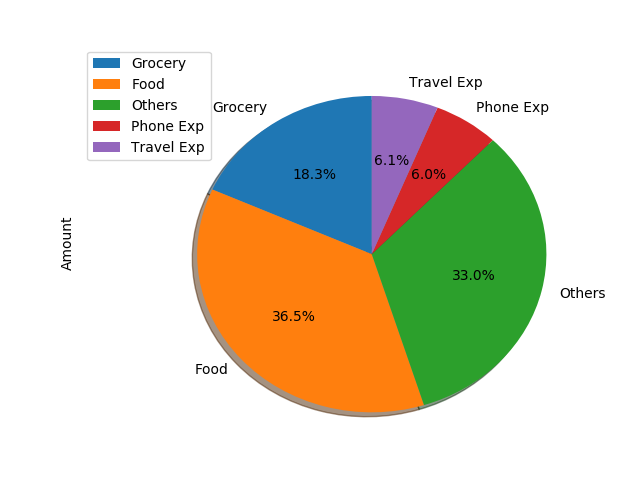 Grocery
Food
Others
Phone Exp
Travel Exp
Travel Exp
Phone Exp
Grocery
6.1%
6.0%
18.3%
Amount
33.0%
Others
36.5%
Food